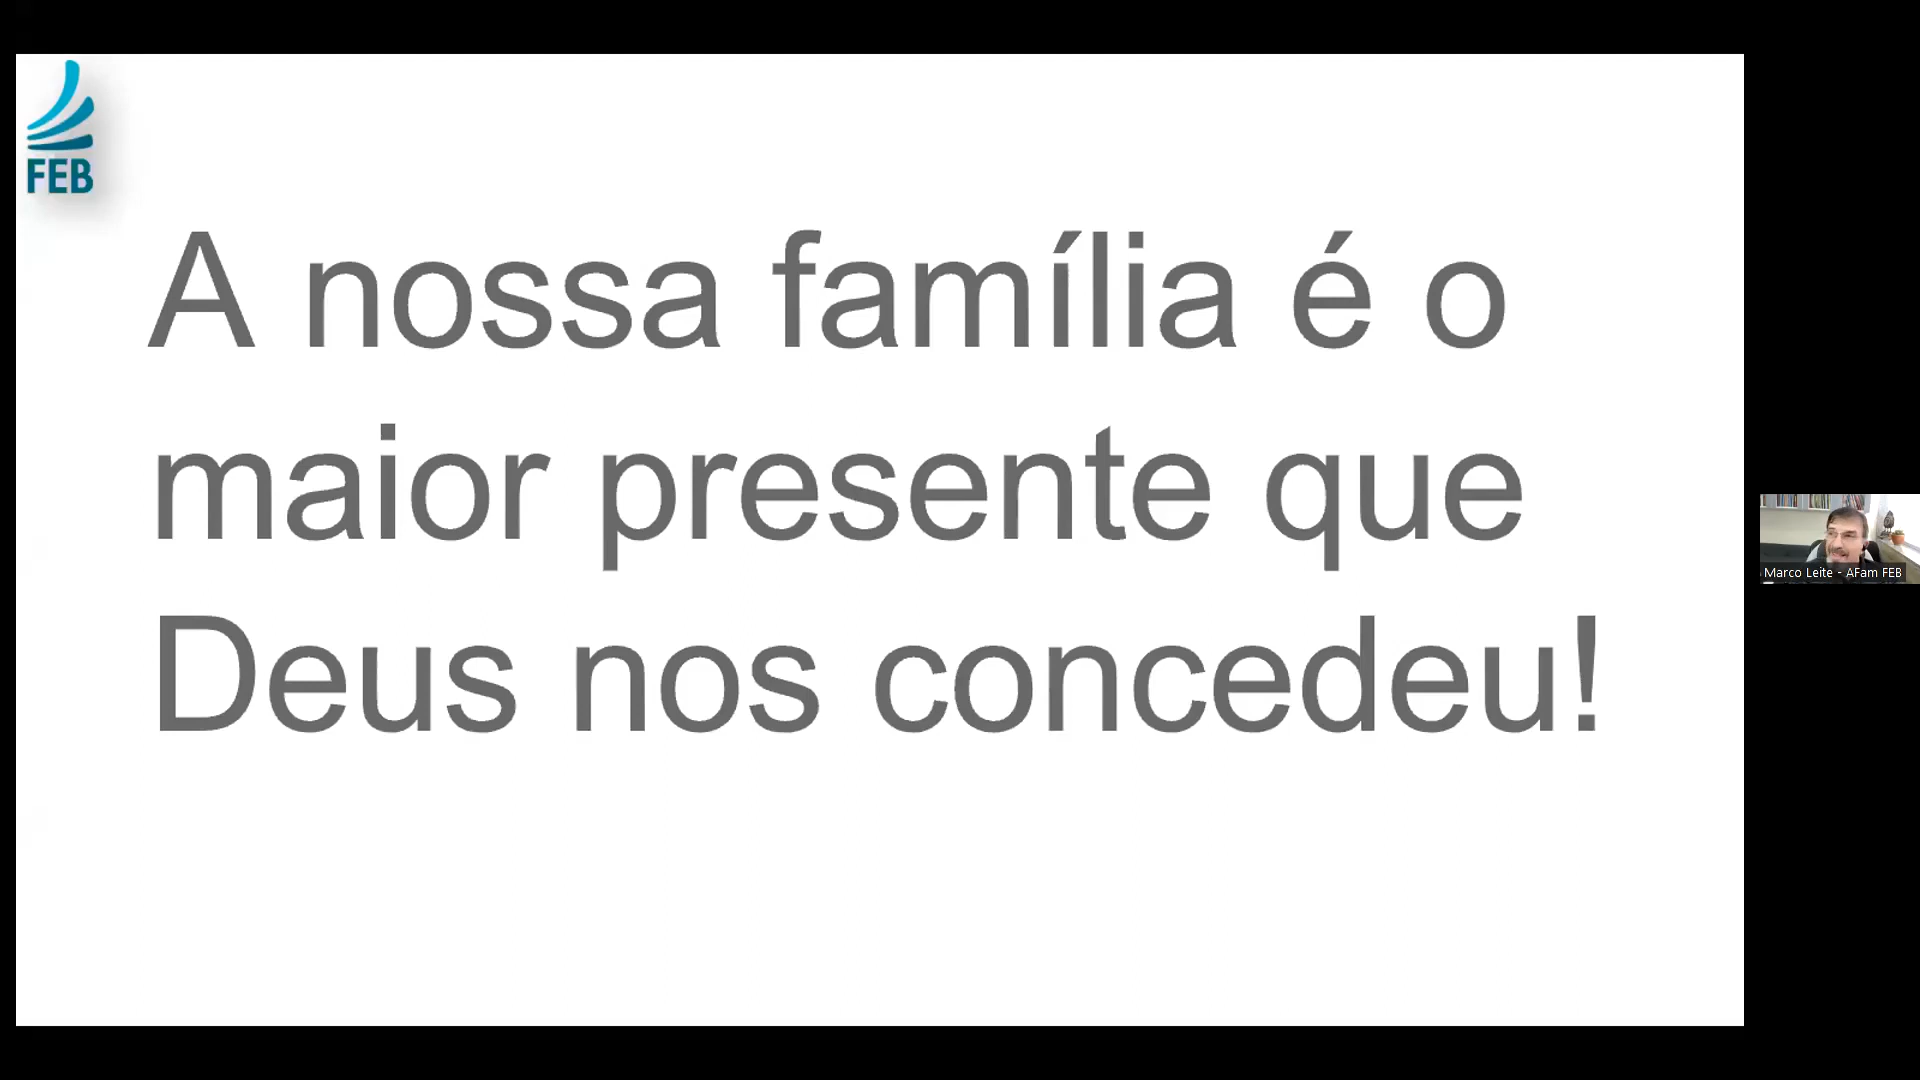 FEB
A nossa família é o
maior presente que
Deus nos concedeu!
Marco Leite - AFam FEB